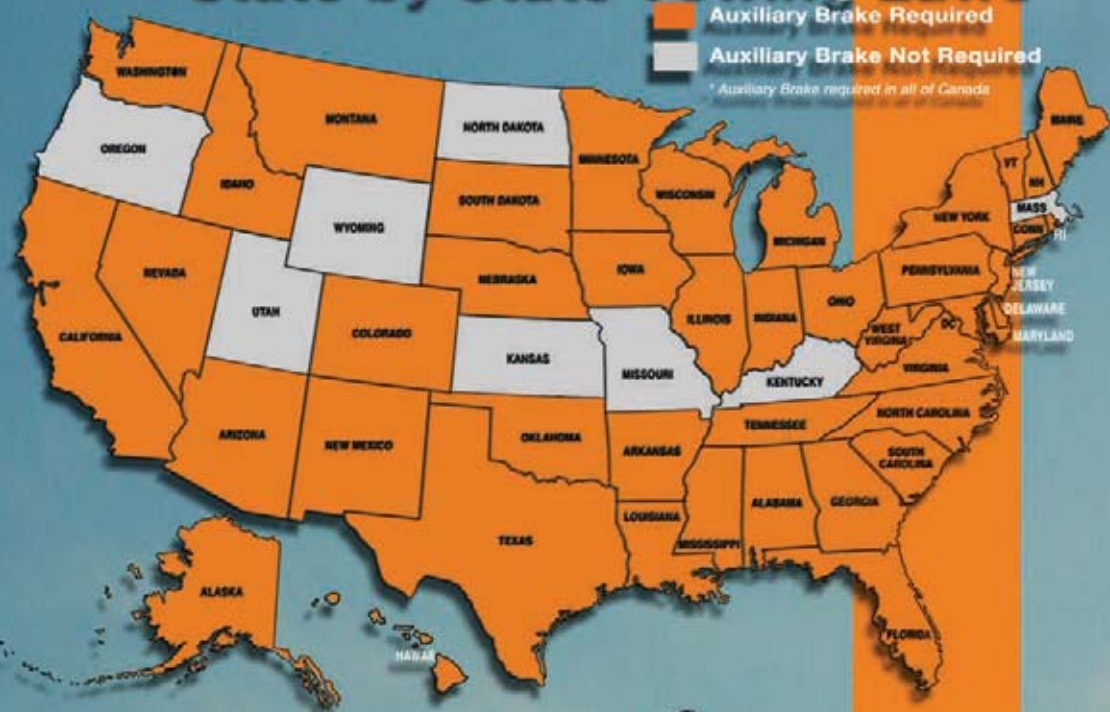 Auxiliary Brake Required
Auxiliary Brake Not Required
* Auxiliary Brake required in all of Canada
WASHINGTON
MONTANA
NORTH DAKOTA
MINNESOTA
MAINE
OREGON
IDAHO
SOUTH DAKOTA
WISCONSIN
VT
NH
WYOMING
MICHIGAN
NEW YORK
MASS
CONN
RI
NEVADA
NEBRASKA
IOWA
PENNSYLVANIA
NEW
JERSEY
UTAH
COLORADO
ILLINOIS
INDIANA
OHIO
DELAWARE
CALIFORNIA
KANSAS
MISSOURI
KENTUCKY
WEST
VIRGINIA
DC
MARYLAND
VIRGINIA
ARIZONA
NEW MEXICO
OKLAHOMA
ARKANSAS
TENNESSEE
NORTH CAROLINA
SOUTH
CAROLINA
TEXAS
LOUISIANA
MISSISSIPPI
ALABAMA
GEORGIA
ALASKA
HAWAII
FLORIDA